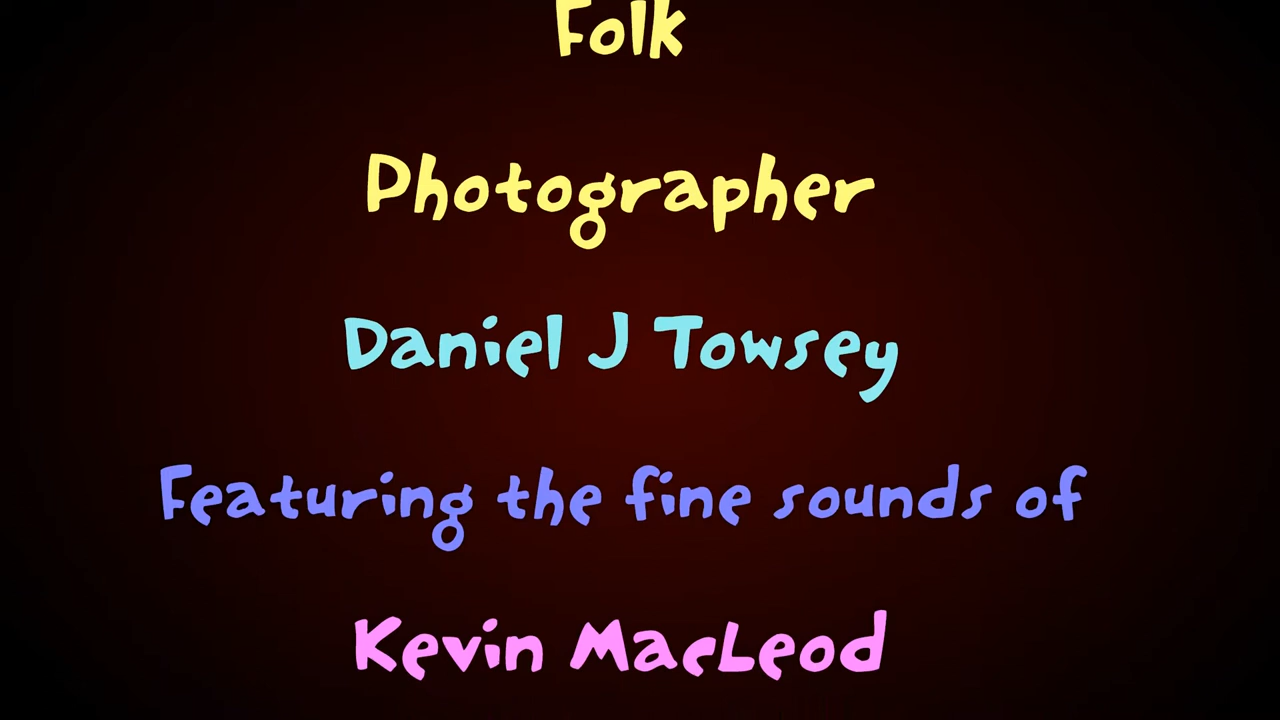 Folk
Photographer
Daniel J Towsey
Featuring the fine sounds of
Kevin MacLeod